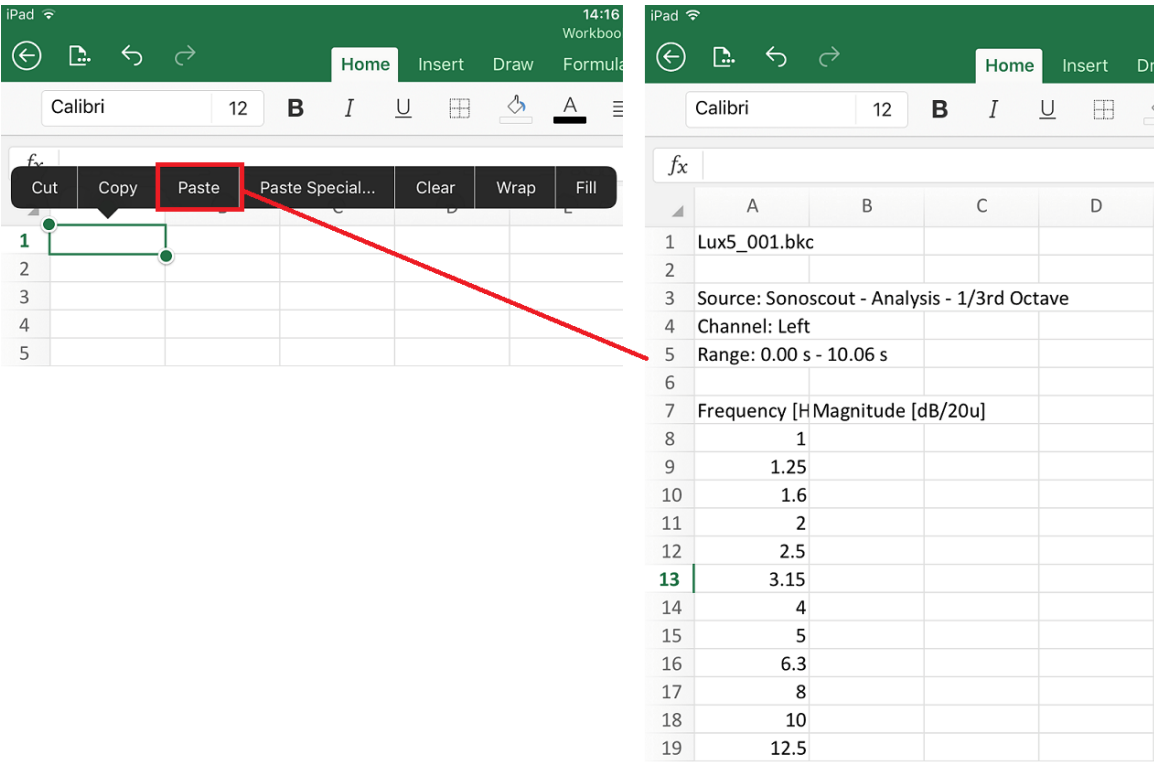 iPad 14:16
Workboo
Home Insert Draw Formula
Calibri 12 B I U A
fx
Cut Copy Paste Paste Special... Clear Wrap Fill
1
2
3
4
5
iPad
Home Insert Dr
Calibri 12 B I U
fx
A B C D
1 Lux5_001.bkc
2
3 Source: Sonoscout - Analysis - 1/3rd Octave
4 Channel: Left
5 Range: 0.00 s - 10.06 s
6
7 Frequency [H Magnitude [dB/20u]
8 1
9 1.25
10 1.6
11 2
12 2.5
13 3.15
14 4
15 5
16 6.3
17 8
18 10
19 12.5